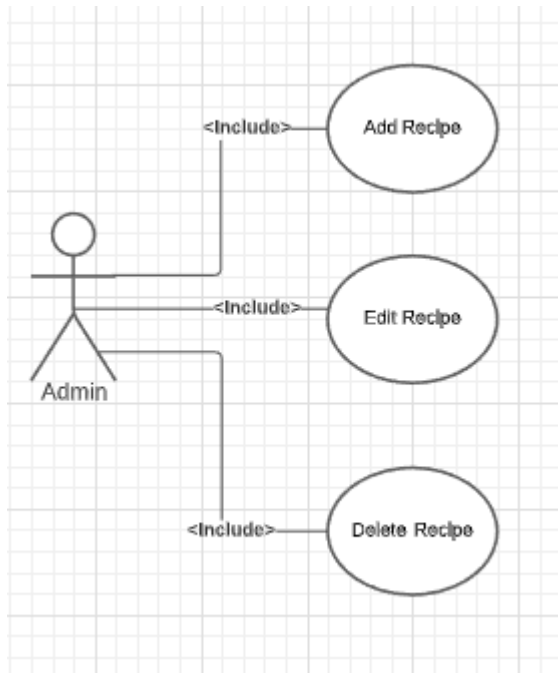 <Include>
Add Recipe
<Include>
Edit Recipe
Admin
<Include>
Delete Recipe